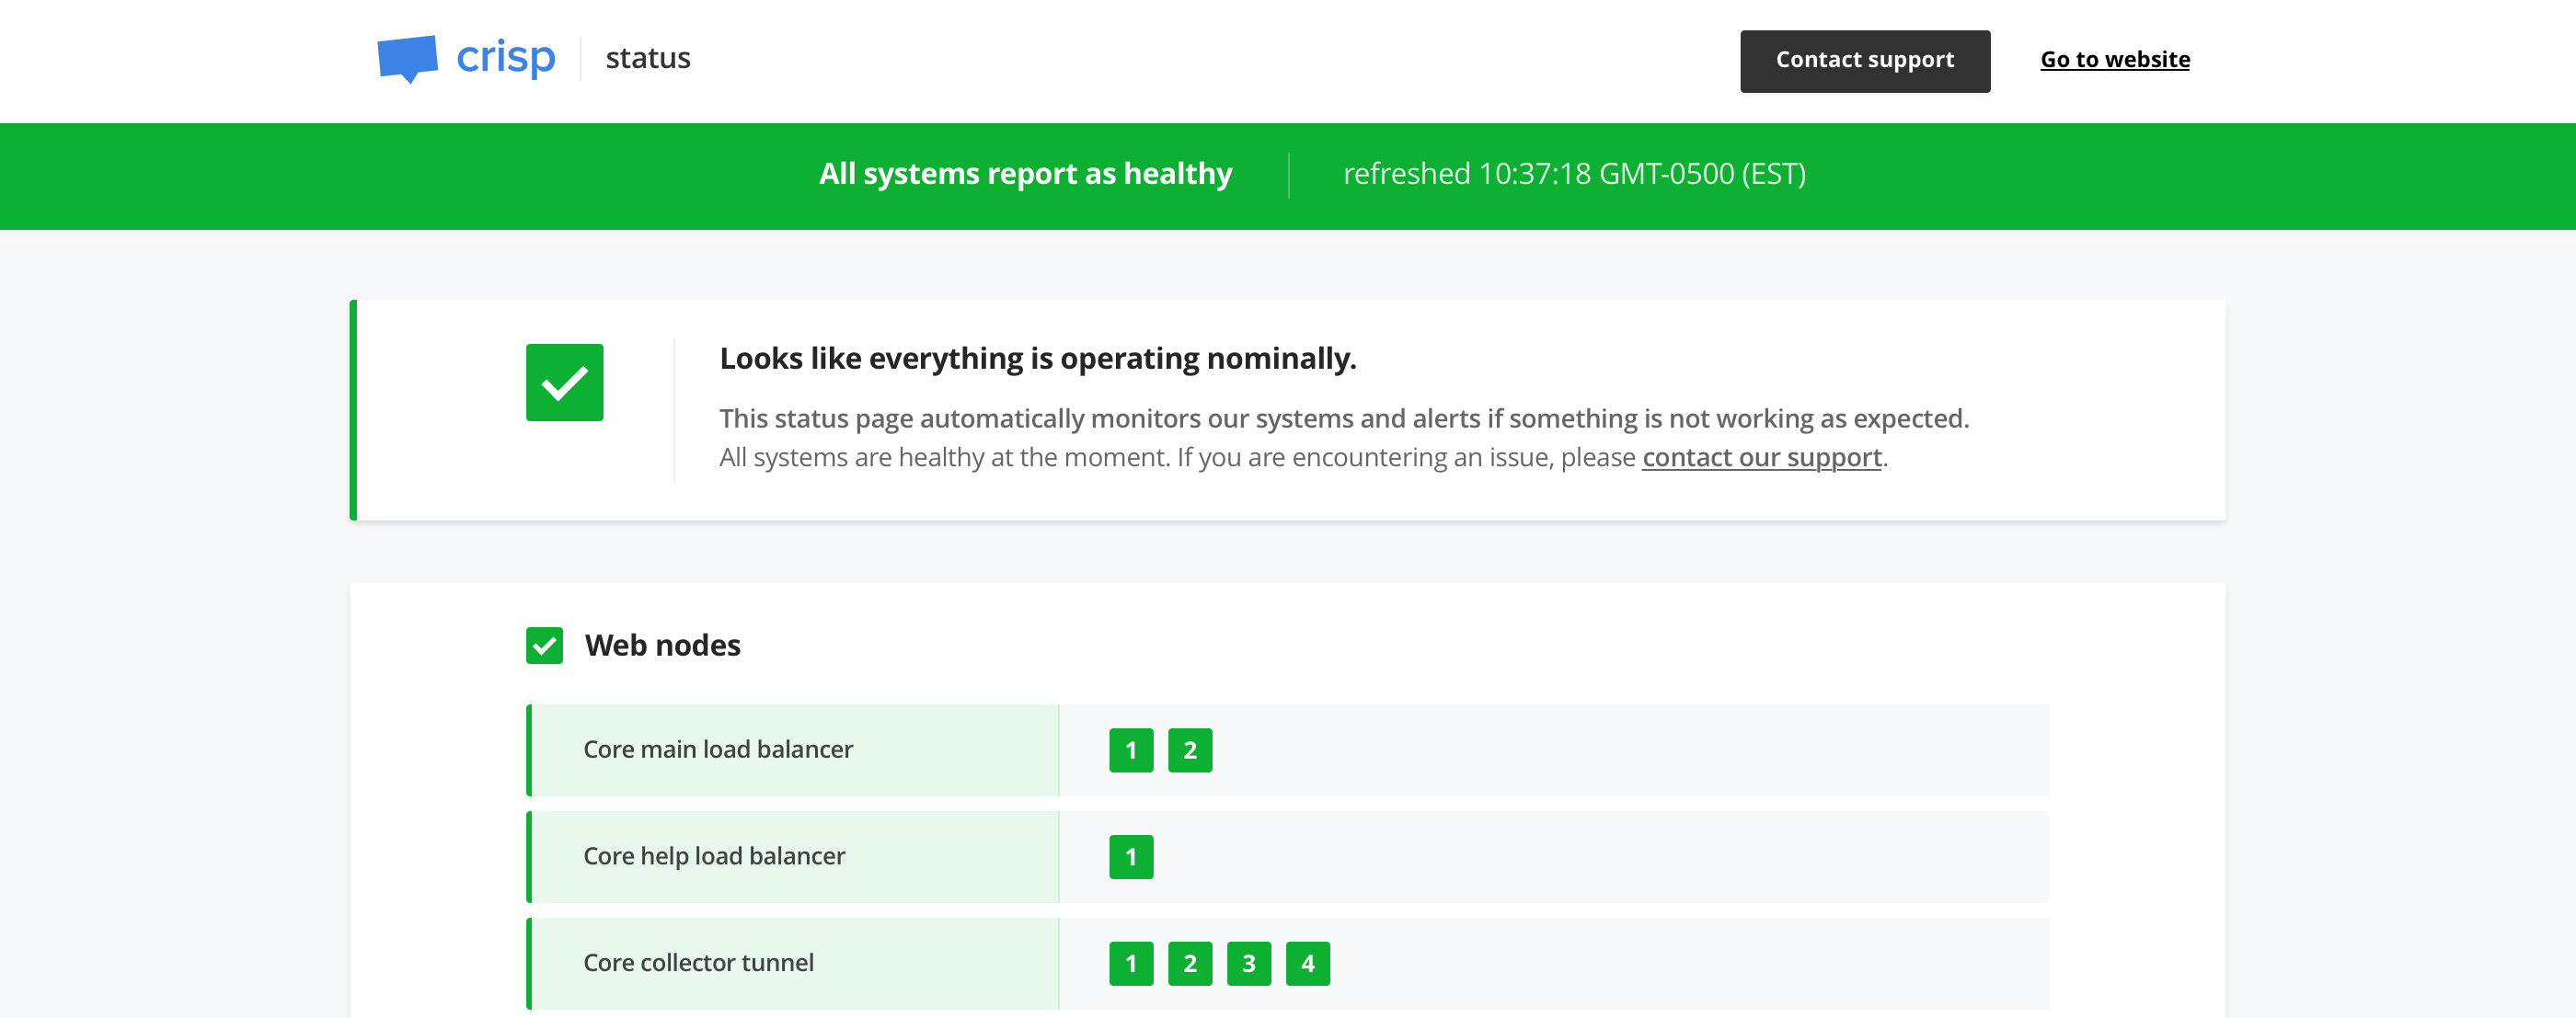 crisp status
Contact support
Go to website
All systems report as healthy
refreshed 10:37:18 GMT-0500 (EST)
Looks like everything is operating nominally.
This status page automatically monitors our systems and alerts if something is not working as expected.
All systems are healthy at the moment. If you are encountering an issue, please contact our support.
Web nodes
Core main load balancer
1 2
Core help load balancer
1
Core collector tunnel
1 2 3 4